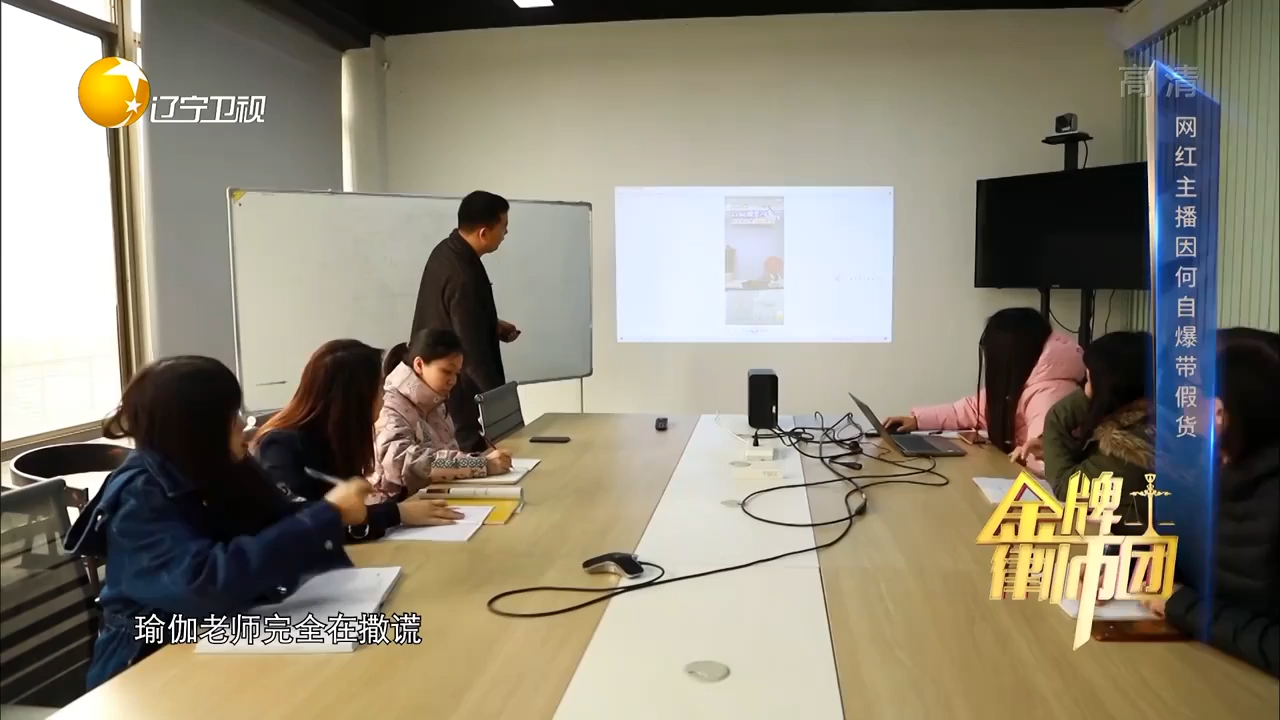 辽宁卫视
高清
网红主播因何自爆带假货
金牌
律师团
瑜伽老师完全在撒谎